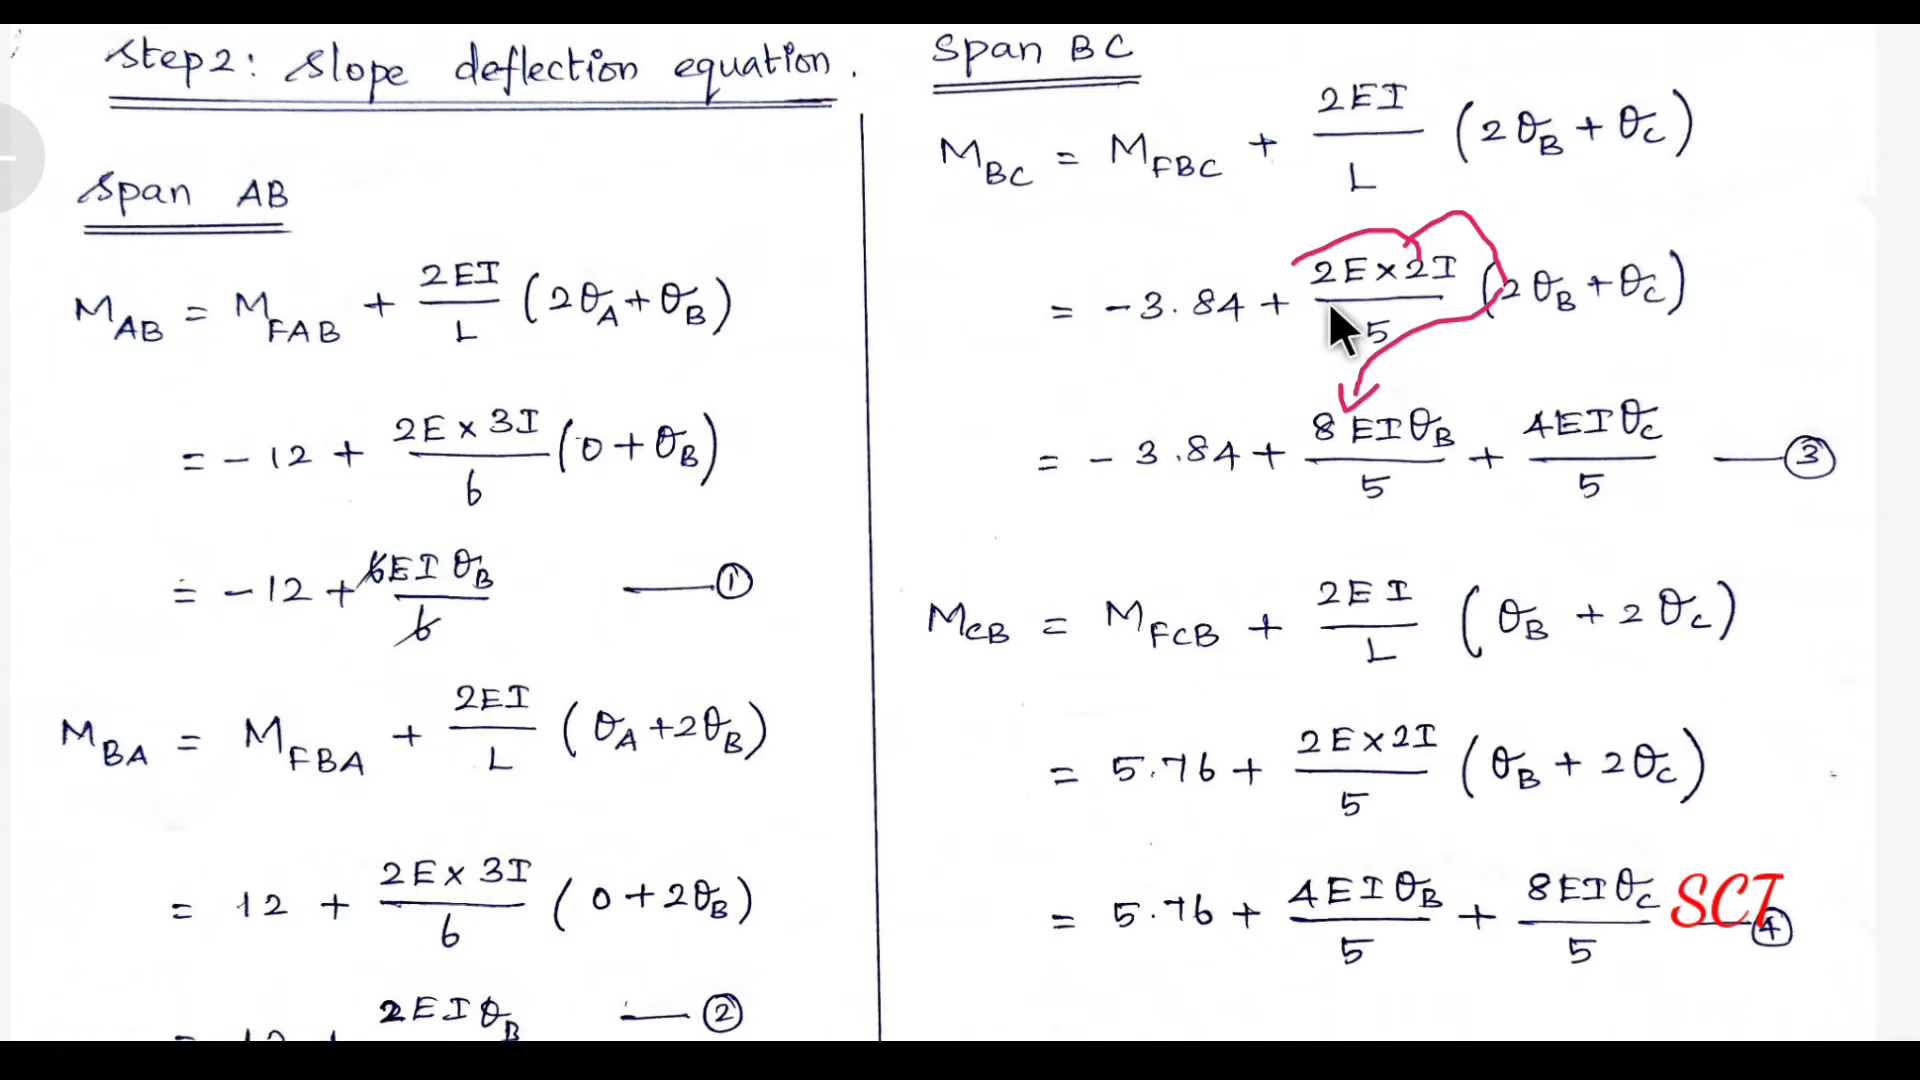 Step2: Slope deflection equation.
Span AB
M_AB = M_FAB + 2EI/L (2θ_A + θ_B)
= -12 + 2E × 3I/6 (0 + θ_B)
= -12 + 6EIθ_B/6 —— ①
M_BA = M_FBA + 2EI/L (θ_A + 2θ_B)
= 12 + 2E × 3I/6 (0 + 2θ_B)
2EIθ_B —— ②
Span BC
M_BC = M_FBC + 2EI/L (2θ_B + θ_C)
= -3.84 + 2E × 2I/5 (2θ_B + θ_C)
= -3.84 + 8EIθ_B/5 + 4EIθ_C/5 —— ③
M_CB = M_FCB + 2EI/L (θ_B + 2θ_C)
= 5.76 + 2E × 2I/5 (θ_B + 2θ_C)
= 5.76 + 4EIθ_B/5 + 8EIθ_C/5 —— ④
SCT